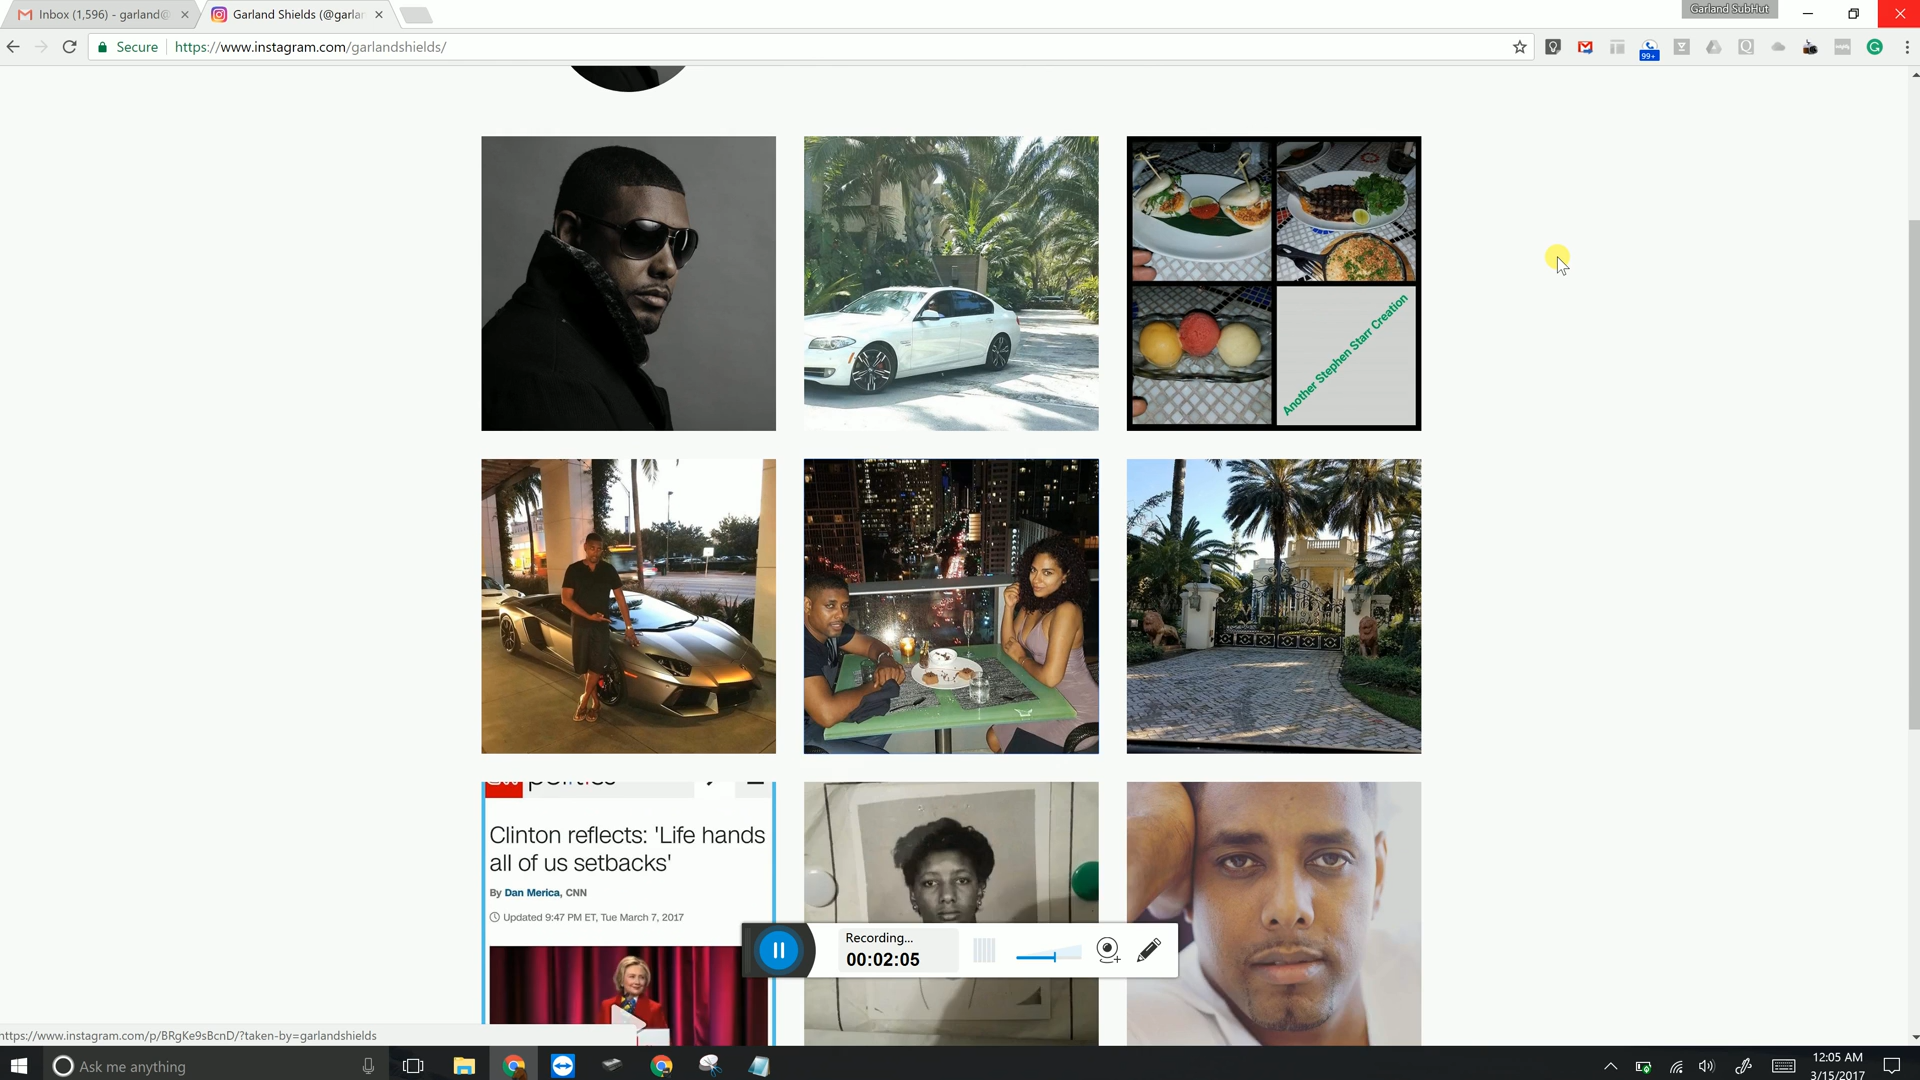 Inbox (1,596) - garland@
Garland Shields (@garlan
Garland SubHut
Secure
https://www.instagram.com/garlandshields/
99+
Another Stephen Starr Creation
Clinton reflects: 'Life hands
all of us setbacks'
By Dan Merica, CNN
Updated 9:47 PM ET, Tue March 7, 2017
Recording...
00:02:05
https://www.instagram.com/p/BRgKe9sBcnD/?taken-by=garlandshields
Ask me anything
12:05 AM
3/15/2017